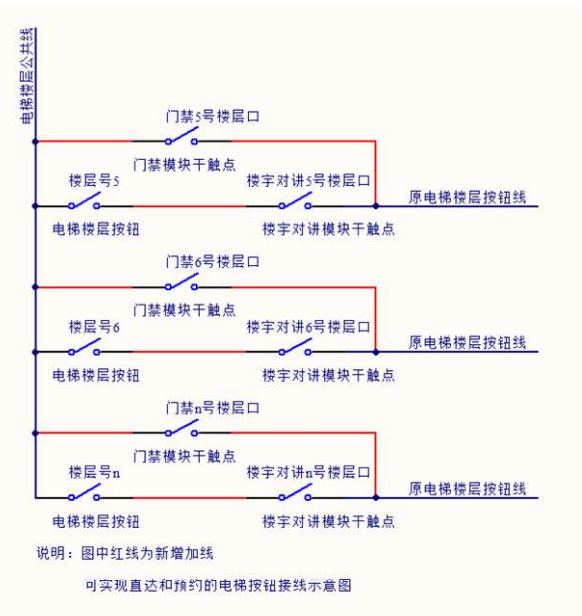 电梯楼层公共线
门禁5号楼层口
门禁模块干触点
楼层号5
楼宇对讲5号楼层口
原电梯楼层按钮线
电梯楼层按钮
楼宇对讲模块干触点
门禁6号楼层口
门禁模块干触点
楼层号6
楼宇对讲6号楼层口
原电梯楼层按钮线
电梯楼层按钮
楼宇对讲模块干触点
门禁n号楼层口
门禁模块干触点
楼层号n
楼宇对讲n号楼层口
原电梯楼层按钮线
电梯楼层按钮
楼宇对讲模块干触点
说明：图中红线为新增加线
可实现直达和预约的电梯按钮接线示意图